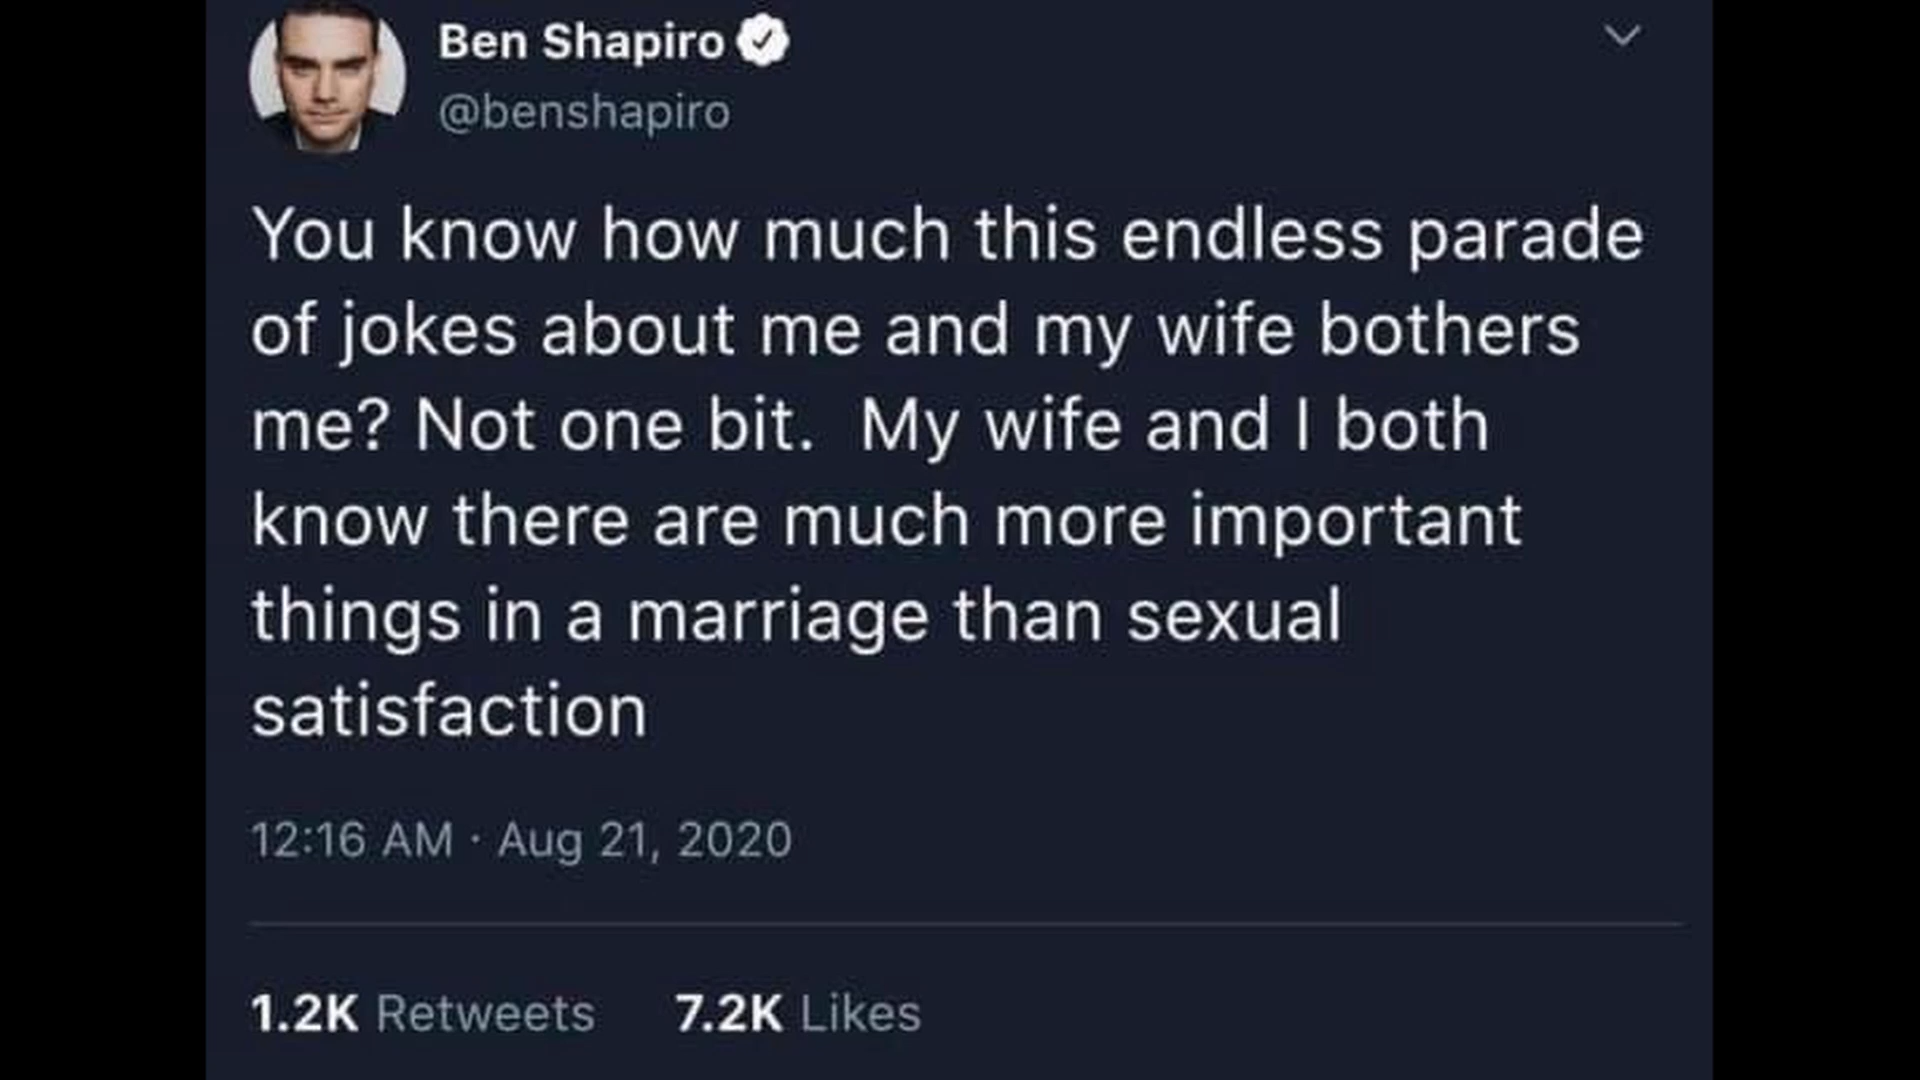 Ben Shapiro
@benshapiro
You know how much this endless parade
of jokes about me and my wife bothers
me? Not one bit.  My wife and I both
know there are much more important
things in a marriage than sexual
satisfaction
12:16 AM · Aug 21, 2020
1.2K Retweets 7.2K Likes